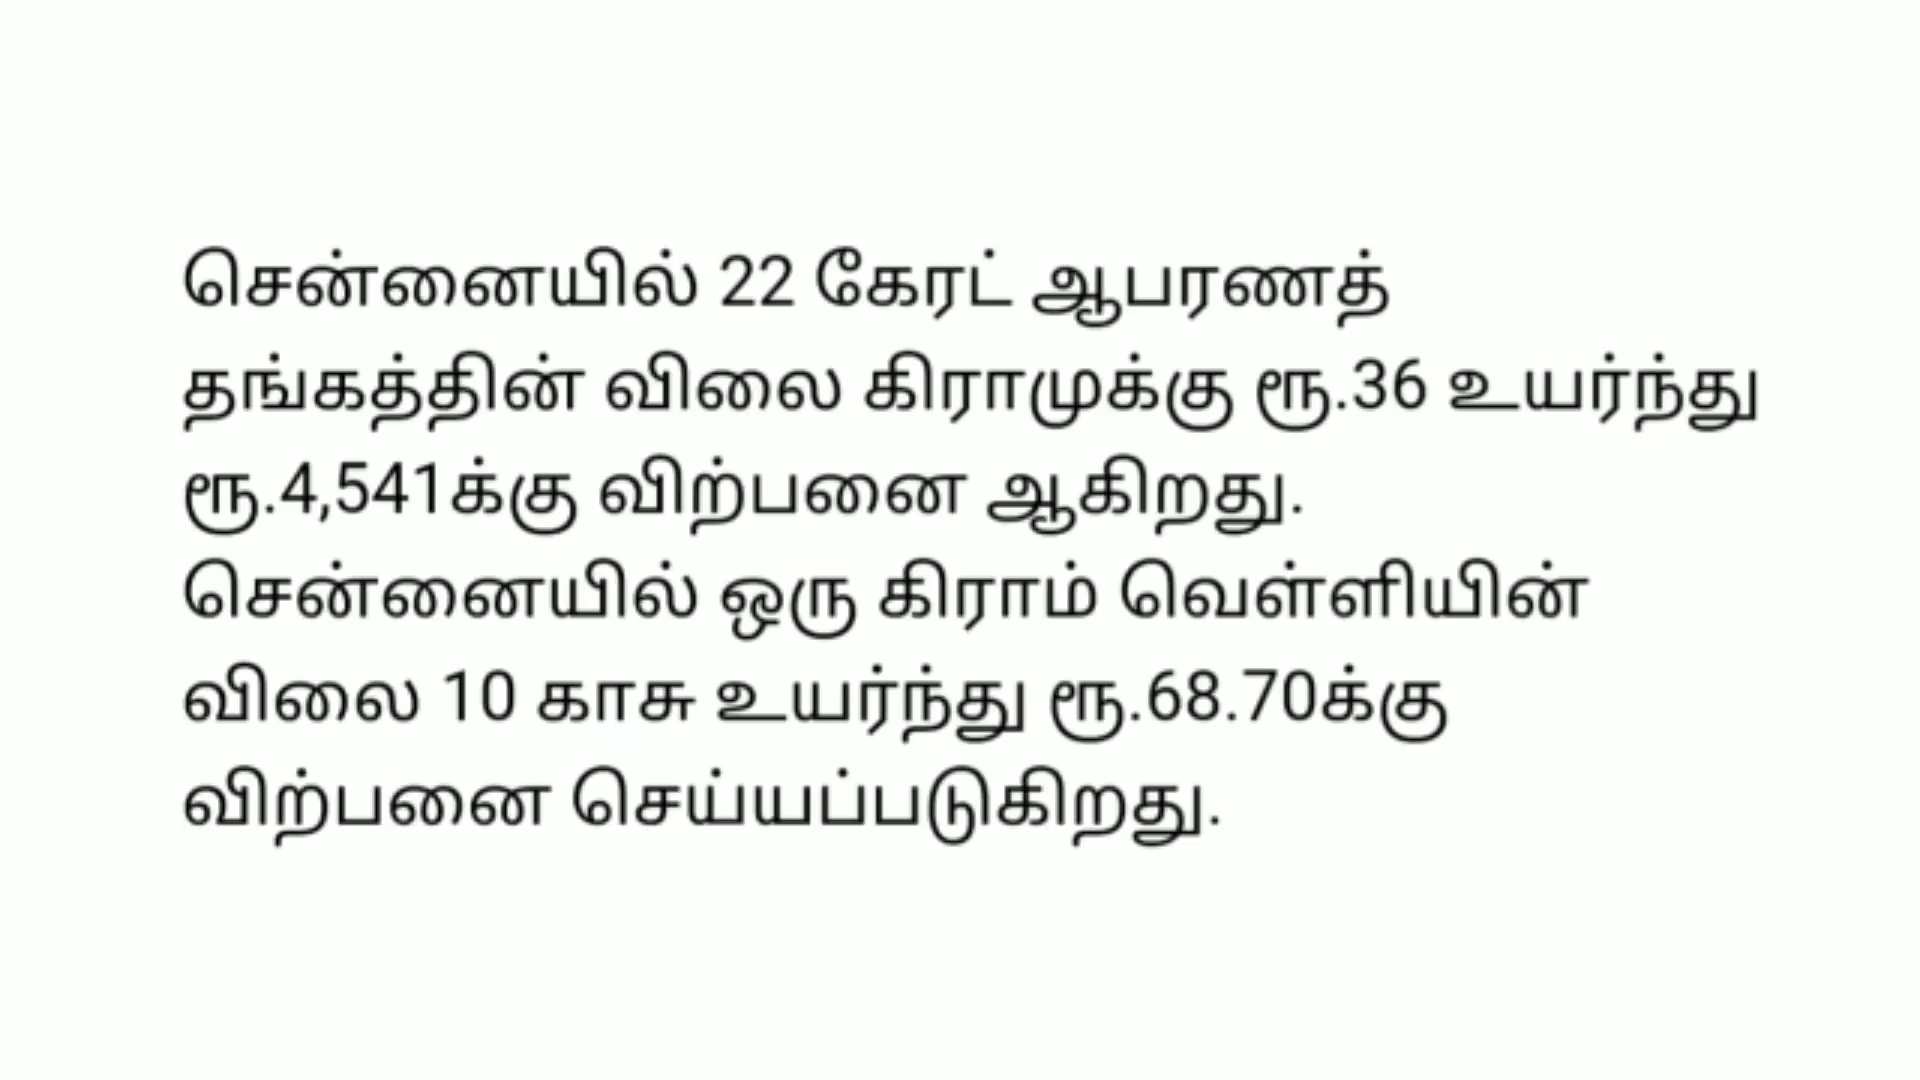 சென்னையில் 22 கேரட் ஆபரணத்
தங்கத்தின் விலை கிராமுக்கு ரூ.36 உயர்ந்து
ரூ.4,541க்கு விற்பனை ஆகிறது.
சென்னையில் ஒரு கிராம் வெள்ளியின்
விலை 10 காசு உயர்ந்து ரூ.68.70க்கு
விற்பனை செய்யப்படுகிறது.